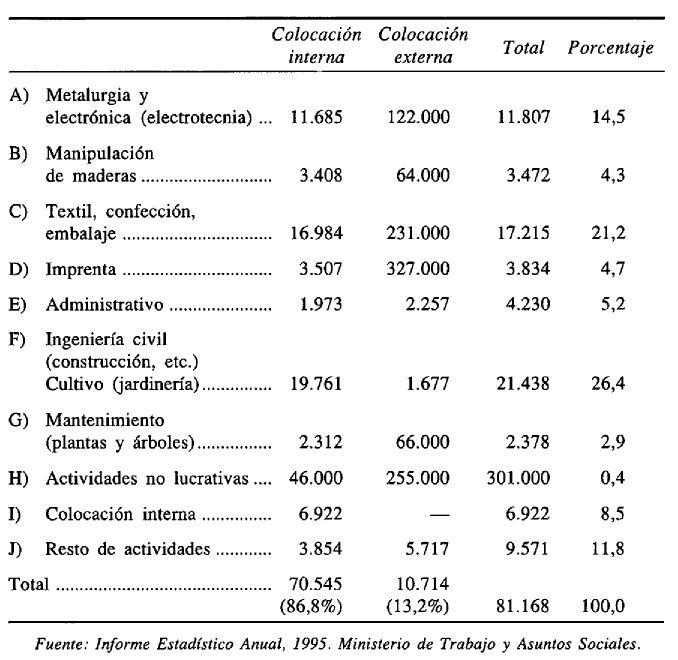 Colocación Colocación
interna externa Total Porcentaje
A) Metalurgia y
electrónica (electrotecnia) ... 11.685 122.000 11.807 14,5
B) Manipulación
de maderas ............................ 3.408 64.000 3.472 4,3
C) Textil, confección,
embalaje ................................ 16.984 231.000 17.215 21,2
D) Imprenta ................................ 3.507 327.000 3.834 4,7
E) Administrativo ...................... 1.973 2.257 4.230 5,2
F) Ingeniería civil
(construcción, etc.)
Cultivo (jardinería)............... 19.761 1.677 21.438 26,4
G) Mantenimiento
(plantas y árboles)................ 2.312 66.000 2.378 2,9
H) Actividades no lucrativas .... 46.000 255.000 301.000 0,4
I) Colocación interna ............... 6.922 — 6.922 8,5
J) Resto de actividades ............ 3.854 5.717 9.571 11,8
Total .............................................. 70.545 10.714
(86,8%) (13,2%) 81.168 100,0
Fuente: Informe Estadístico Anual, 1995. Ministerio de Trabajo y Asuntos Sociales.